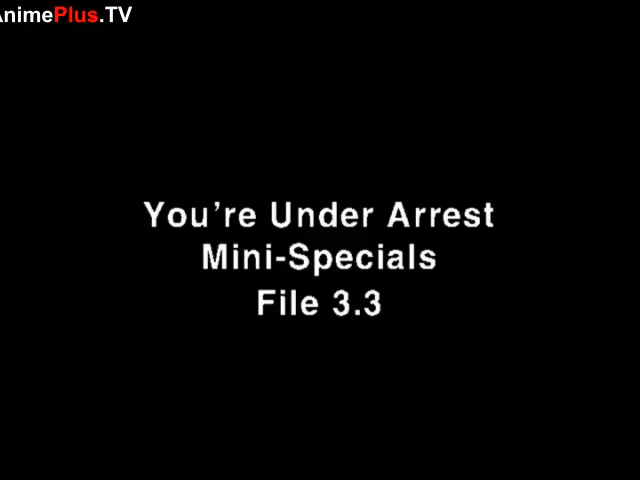 AnimePlus.TV
You're Under Arrest
Mini-Specials
File 3.3